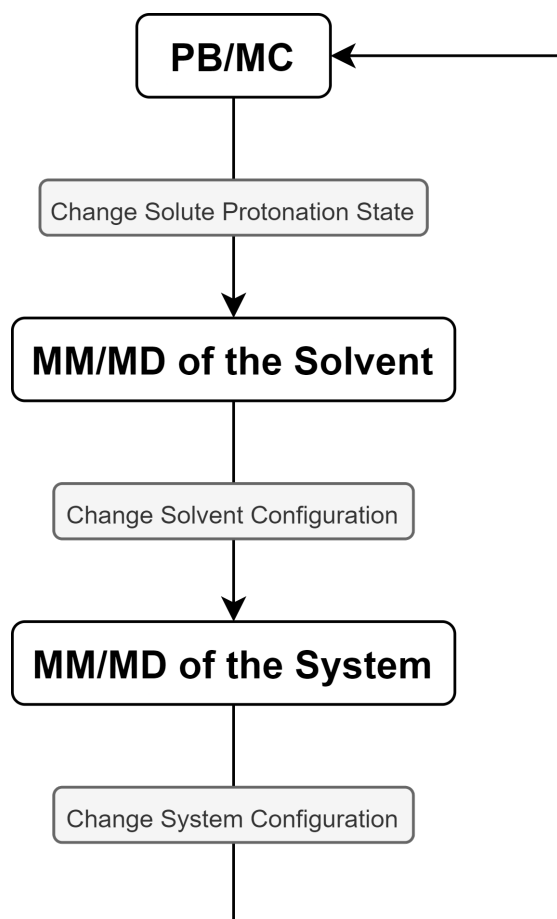 PB/MC
Change Solute Protonation State
MM/MD of the Solvent
Change Solvent Configuration
MM/MD of the System
Change System Configuration